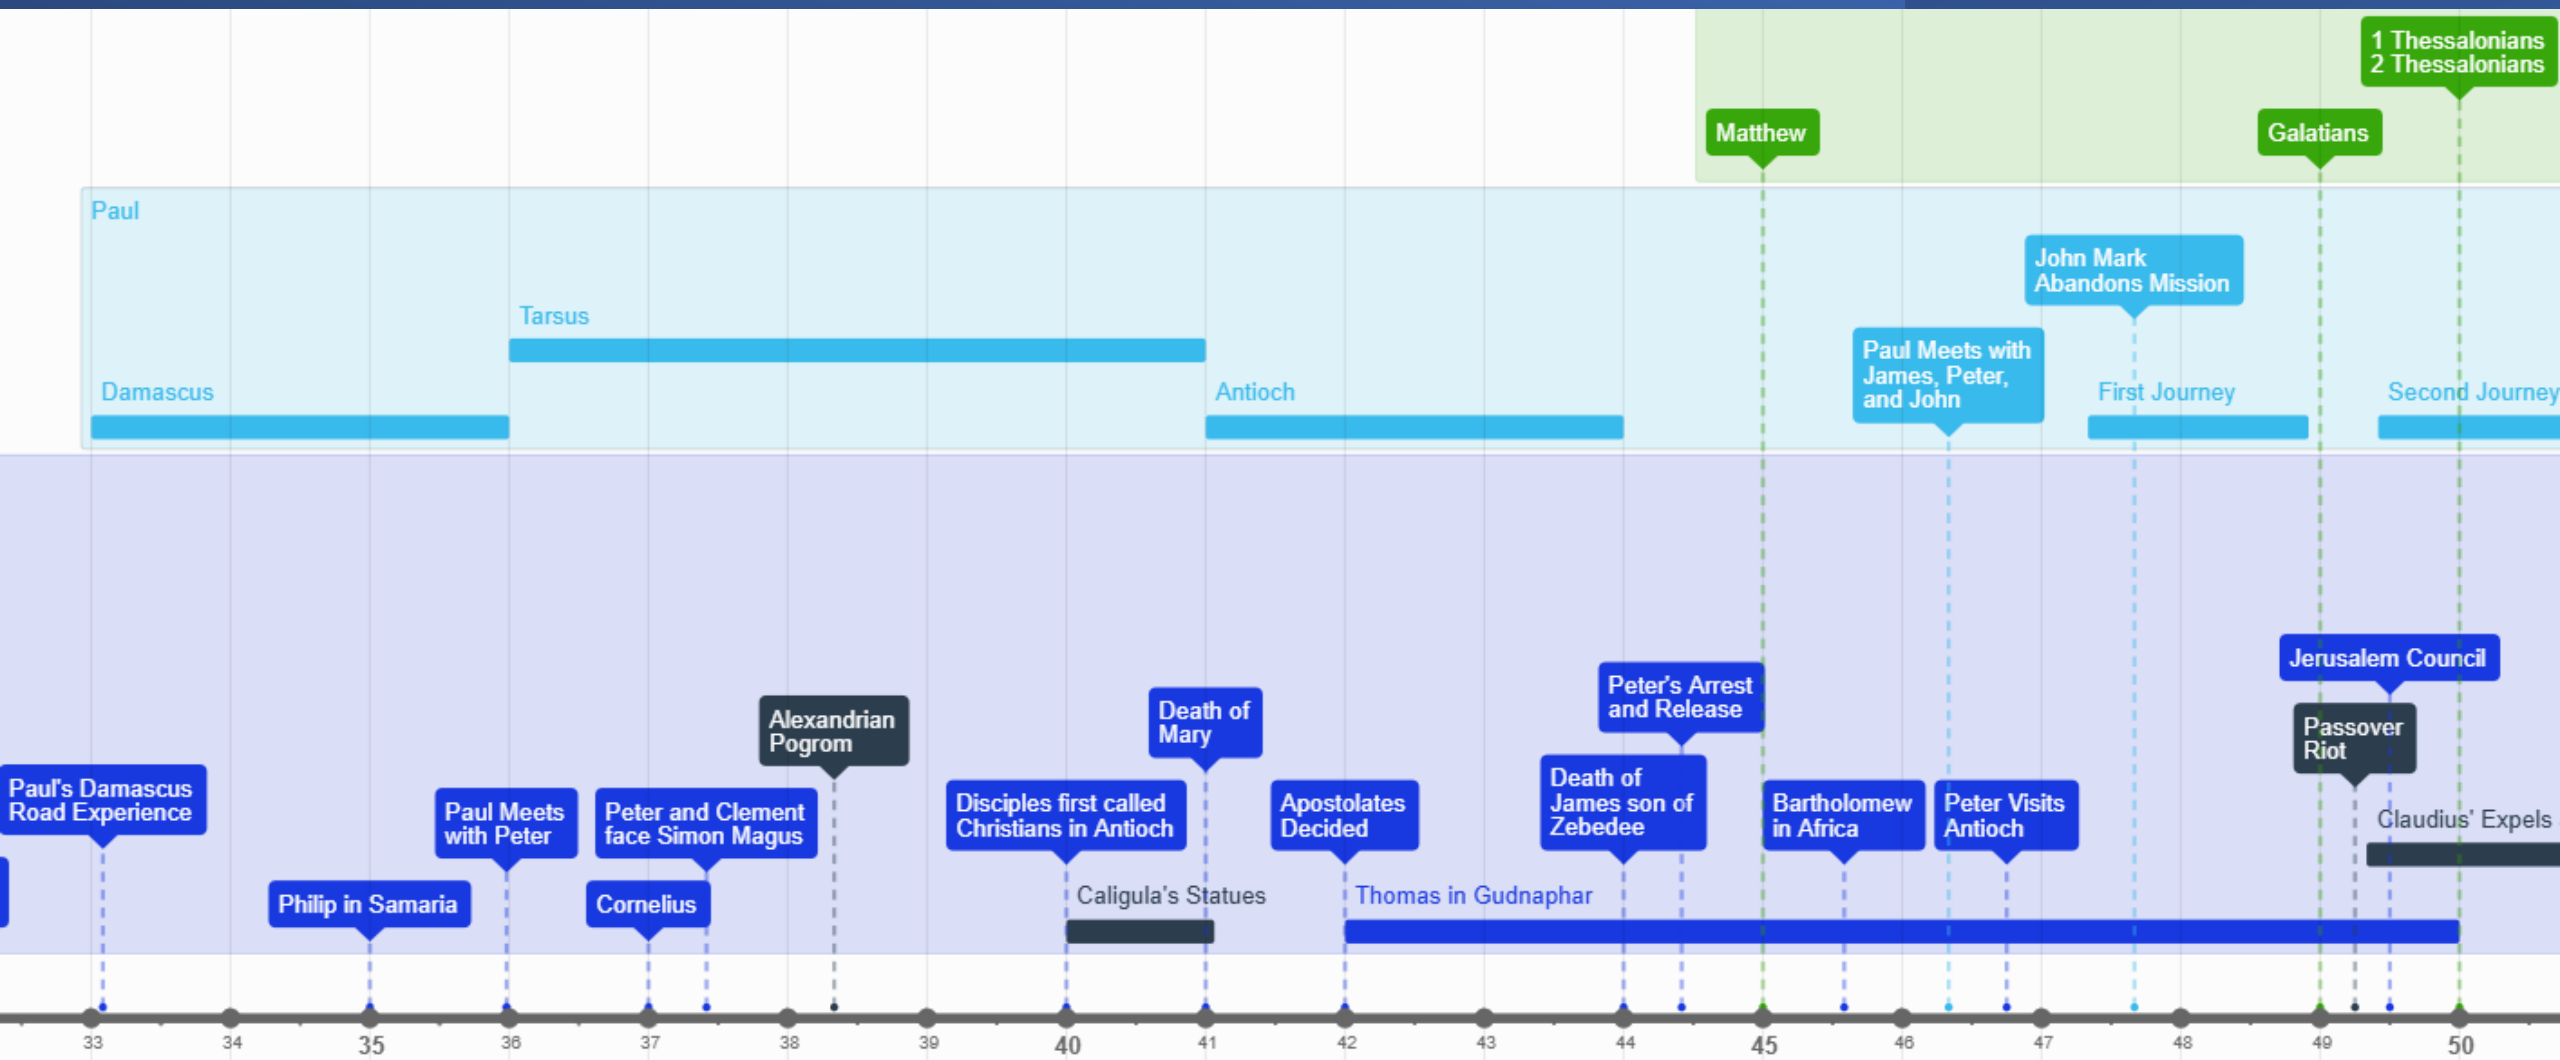 1 Thessalonians
2 Thessalonians
Matthew
Galatians
Paul
John Mark
Abandons Mission
Tarsus
Paul Meets with
James, Peter,
and John
Damascus
Antioch
First Journey
Second Journey
Jerusalem Council
Peter's Arrest
and Release
Death of
Mary
Alexandrian
Pogrom
Passover
Riot
Paul's Damascus
Road Experience
Death of
James son of
Zebedee
Disciples first called
Christians in Antioch
Apostolates
Decided
Bartholomew
in Africa
Peter Visits
Antioch
Paul Meets
with Peter
Peter and Clement
face Simon Magus
Claudius' Expels
Philip in Samaria
Cornelius
Caligula's Statues
Thomas in Gudnaphar
33 34 35 36 37 38 39 40 41 42 43 44 45 46 47 48 49 50